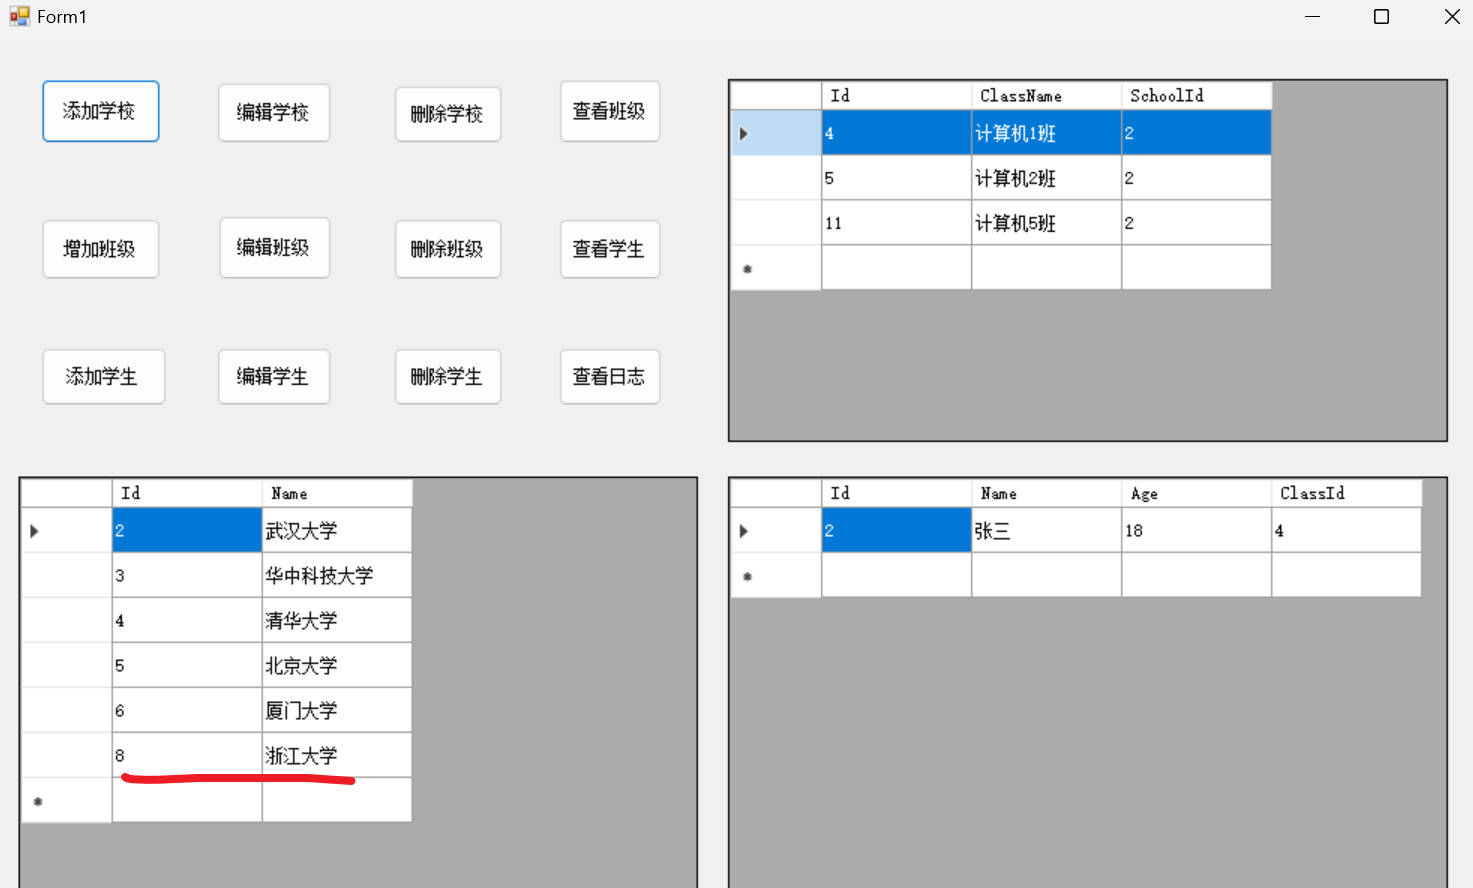 Form1
添加学校 编辑学校 删除学校 查看班级
增加班级 编辑班级 删除班级 查看学生
添加学生 编辑学生 删除学生 查看日志
Id ClassName SchoolId
4 计算机1班 2
5 计算机2班 2
11 计算机5班 2
Id Name
2 武汉大学
3 华中科技大学
4 清华大学
5 北京大学
6 厦门大学
8 浙江大学
Id Name Age ClassId
2 张三 18 4